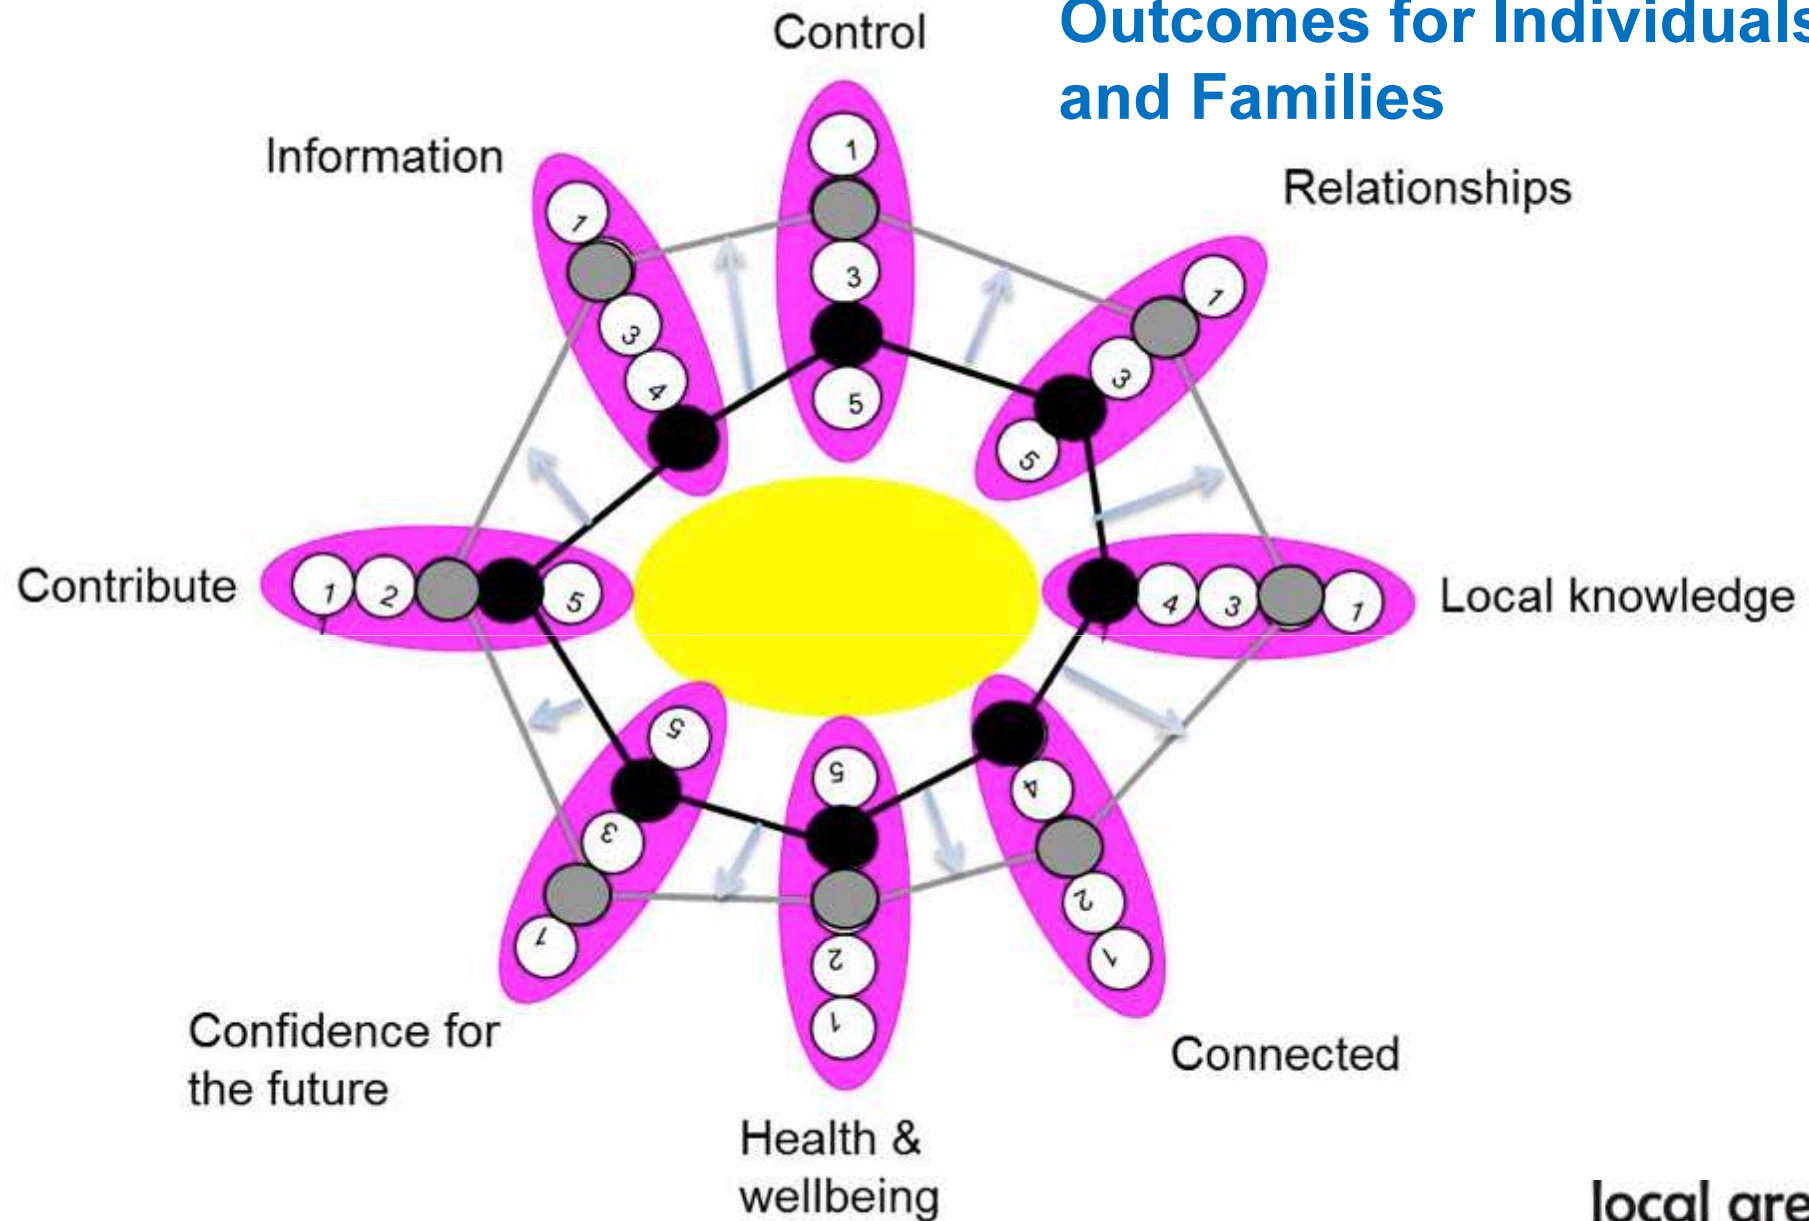 Outcomes for Individuals
and Families
Control
1
3
5
Information
1
3
4
Relationships
1
3
5
Contribute
1
2
5
4
3
1
Local knowledge
5
3
1
Confidence for
the future
5
2
1
Health &
wellbeing
4
2
1
Connected
local are